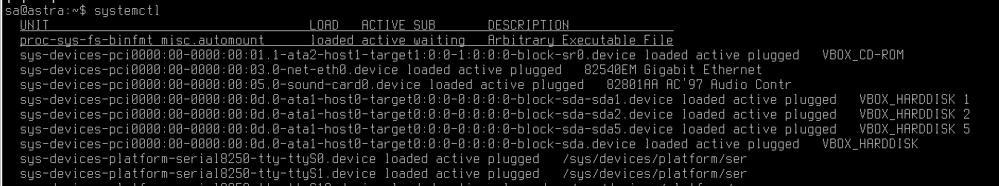 sa@astra:~$ systemctl
UNIT LOAD ACTIVE SUB DESCRIPTION
proc-sys-fs-binfmt_misc.automount loaded active waiting Arbitrary Executable File
sys-devices-pci0000:00-0000:00:01.1-ata2-host1-target1:0:0-1:0:0:0-block-sr0.device loaded active plugged VBOX_CD-ROM
sys-devices-pci0000:00-0000:00:03.0-net-eth0.device loaded active plugged 82540EM Gigabit Ethernet
sys-devices-pci0000:00-0000:00:05.0-sound-card0.device loaded active plugged 82801AA AC'97 Audio Contr
sys-devices-pci0000:00-0000:00:0d.0-ata1-host0-target0:0:0-0:0:0:0-block-sda-sda1.device loaded active plugged VBOX_HARDDISK 1
sys-devices-pci0000:00-0000:00:0d.0-ata1-host0-target0:0:0-0:0:0:0-block-sda-sda2.device loaded active plugged VBOX_HARDDISK 2
sys-devices-pci0000:00-0000:00:0d.0-ata1-host0-target0:0:0-0:0:0:0-block-sda-sda5.device loaded active plugged VBOX_HARDDISK 5
sys-devices-pci0000:00-0000:00:0d.0-ata1-host0-target0:0:0-0:0:0:0-block-sda.device loaded active plugged VBOX_HARDDISK
sys-devices-platform-serial8250-tty-ttyS0.device loaded active plugged /sys/devices/platform/ser
sys-devices-platform-serial8250-tty-ttyS1.device loaded active plugged /sys/devices/platform/ser